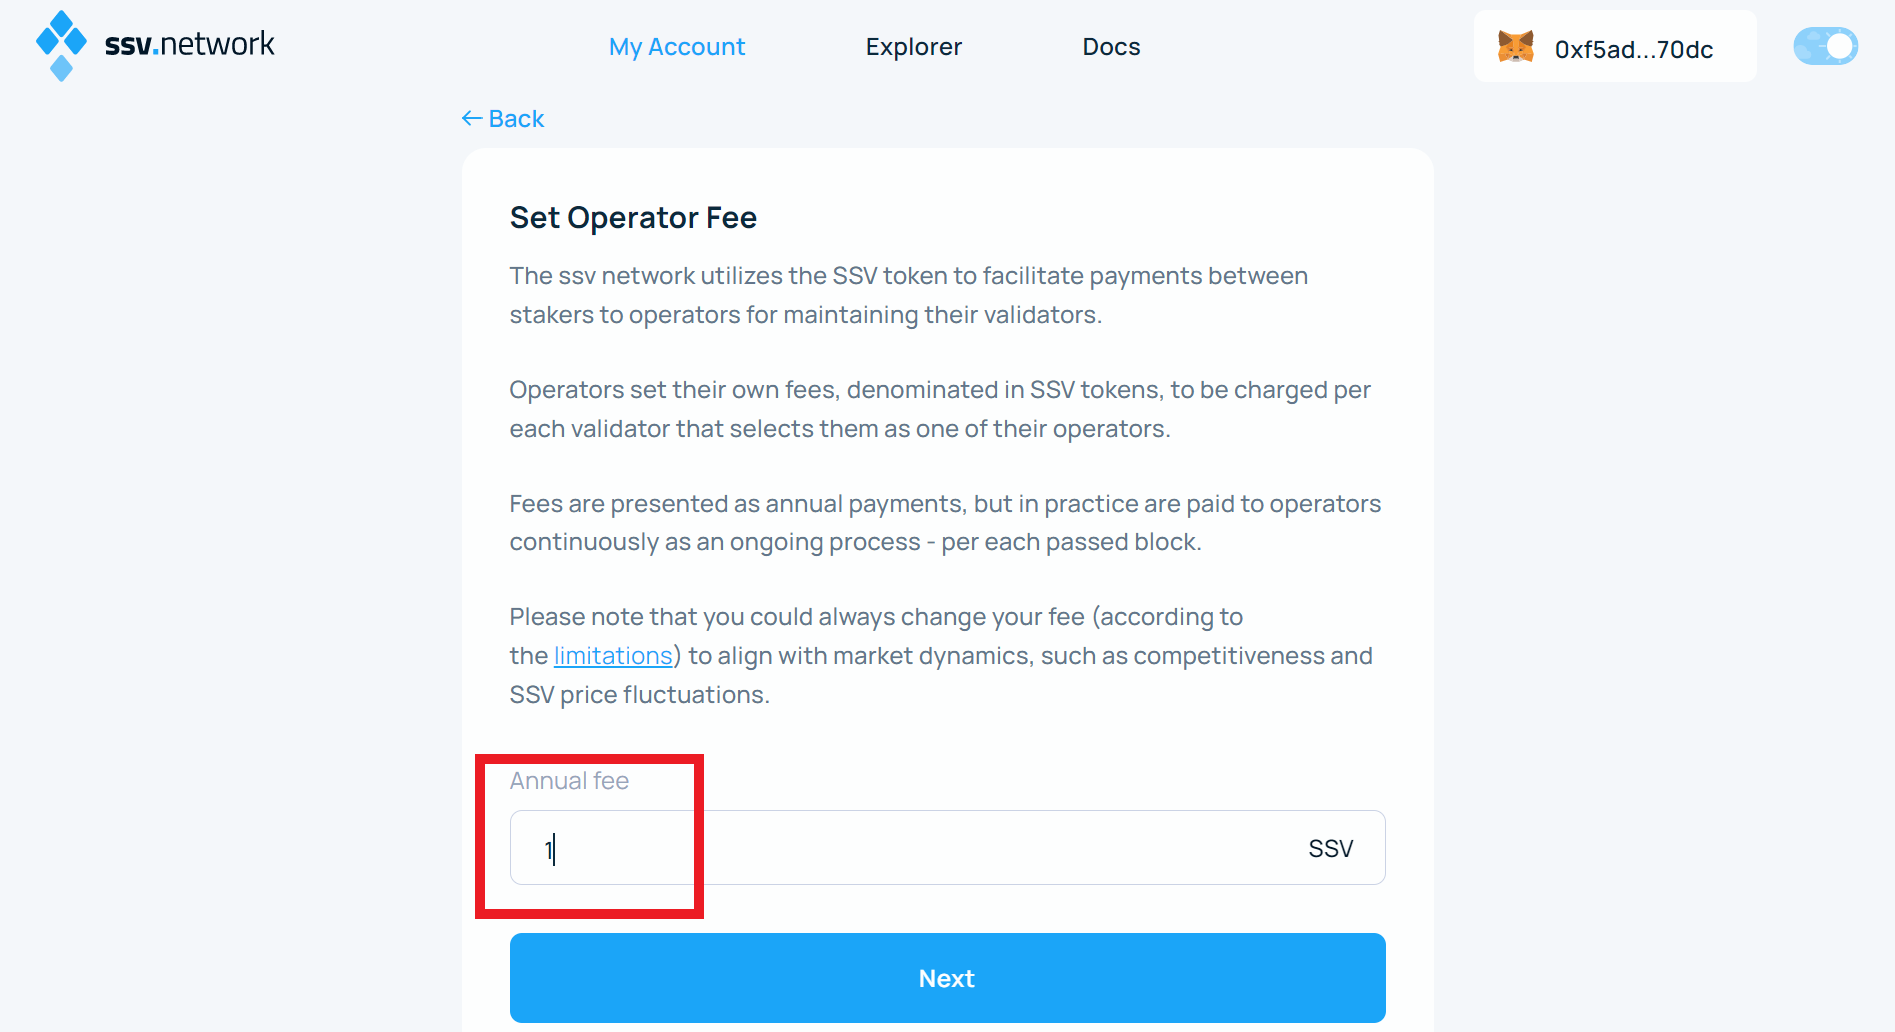 ssv.network
My Account
Explorer
Docs
0xf5ad...70dc
← Back
Set Operator Fee
The ssv network utilizes the SSV token to facilitate payments between
stakers to operators for maintaining their validators.
Operators set their own fees, denominated in SSV tokens, to be charged per
each validator that selects them as one of their operators.
Fees are presented as annual payments, but in practice are paid to operators
continuously as an ongoing process - per each passed block.
Please note that you could always change your fee (according to
the limitations) to align with market dynamics, such as competitiveness and
SSV price fluctuations.
Annual fee
1
SSV
Next